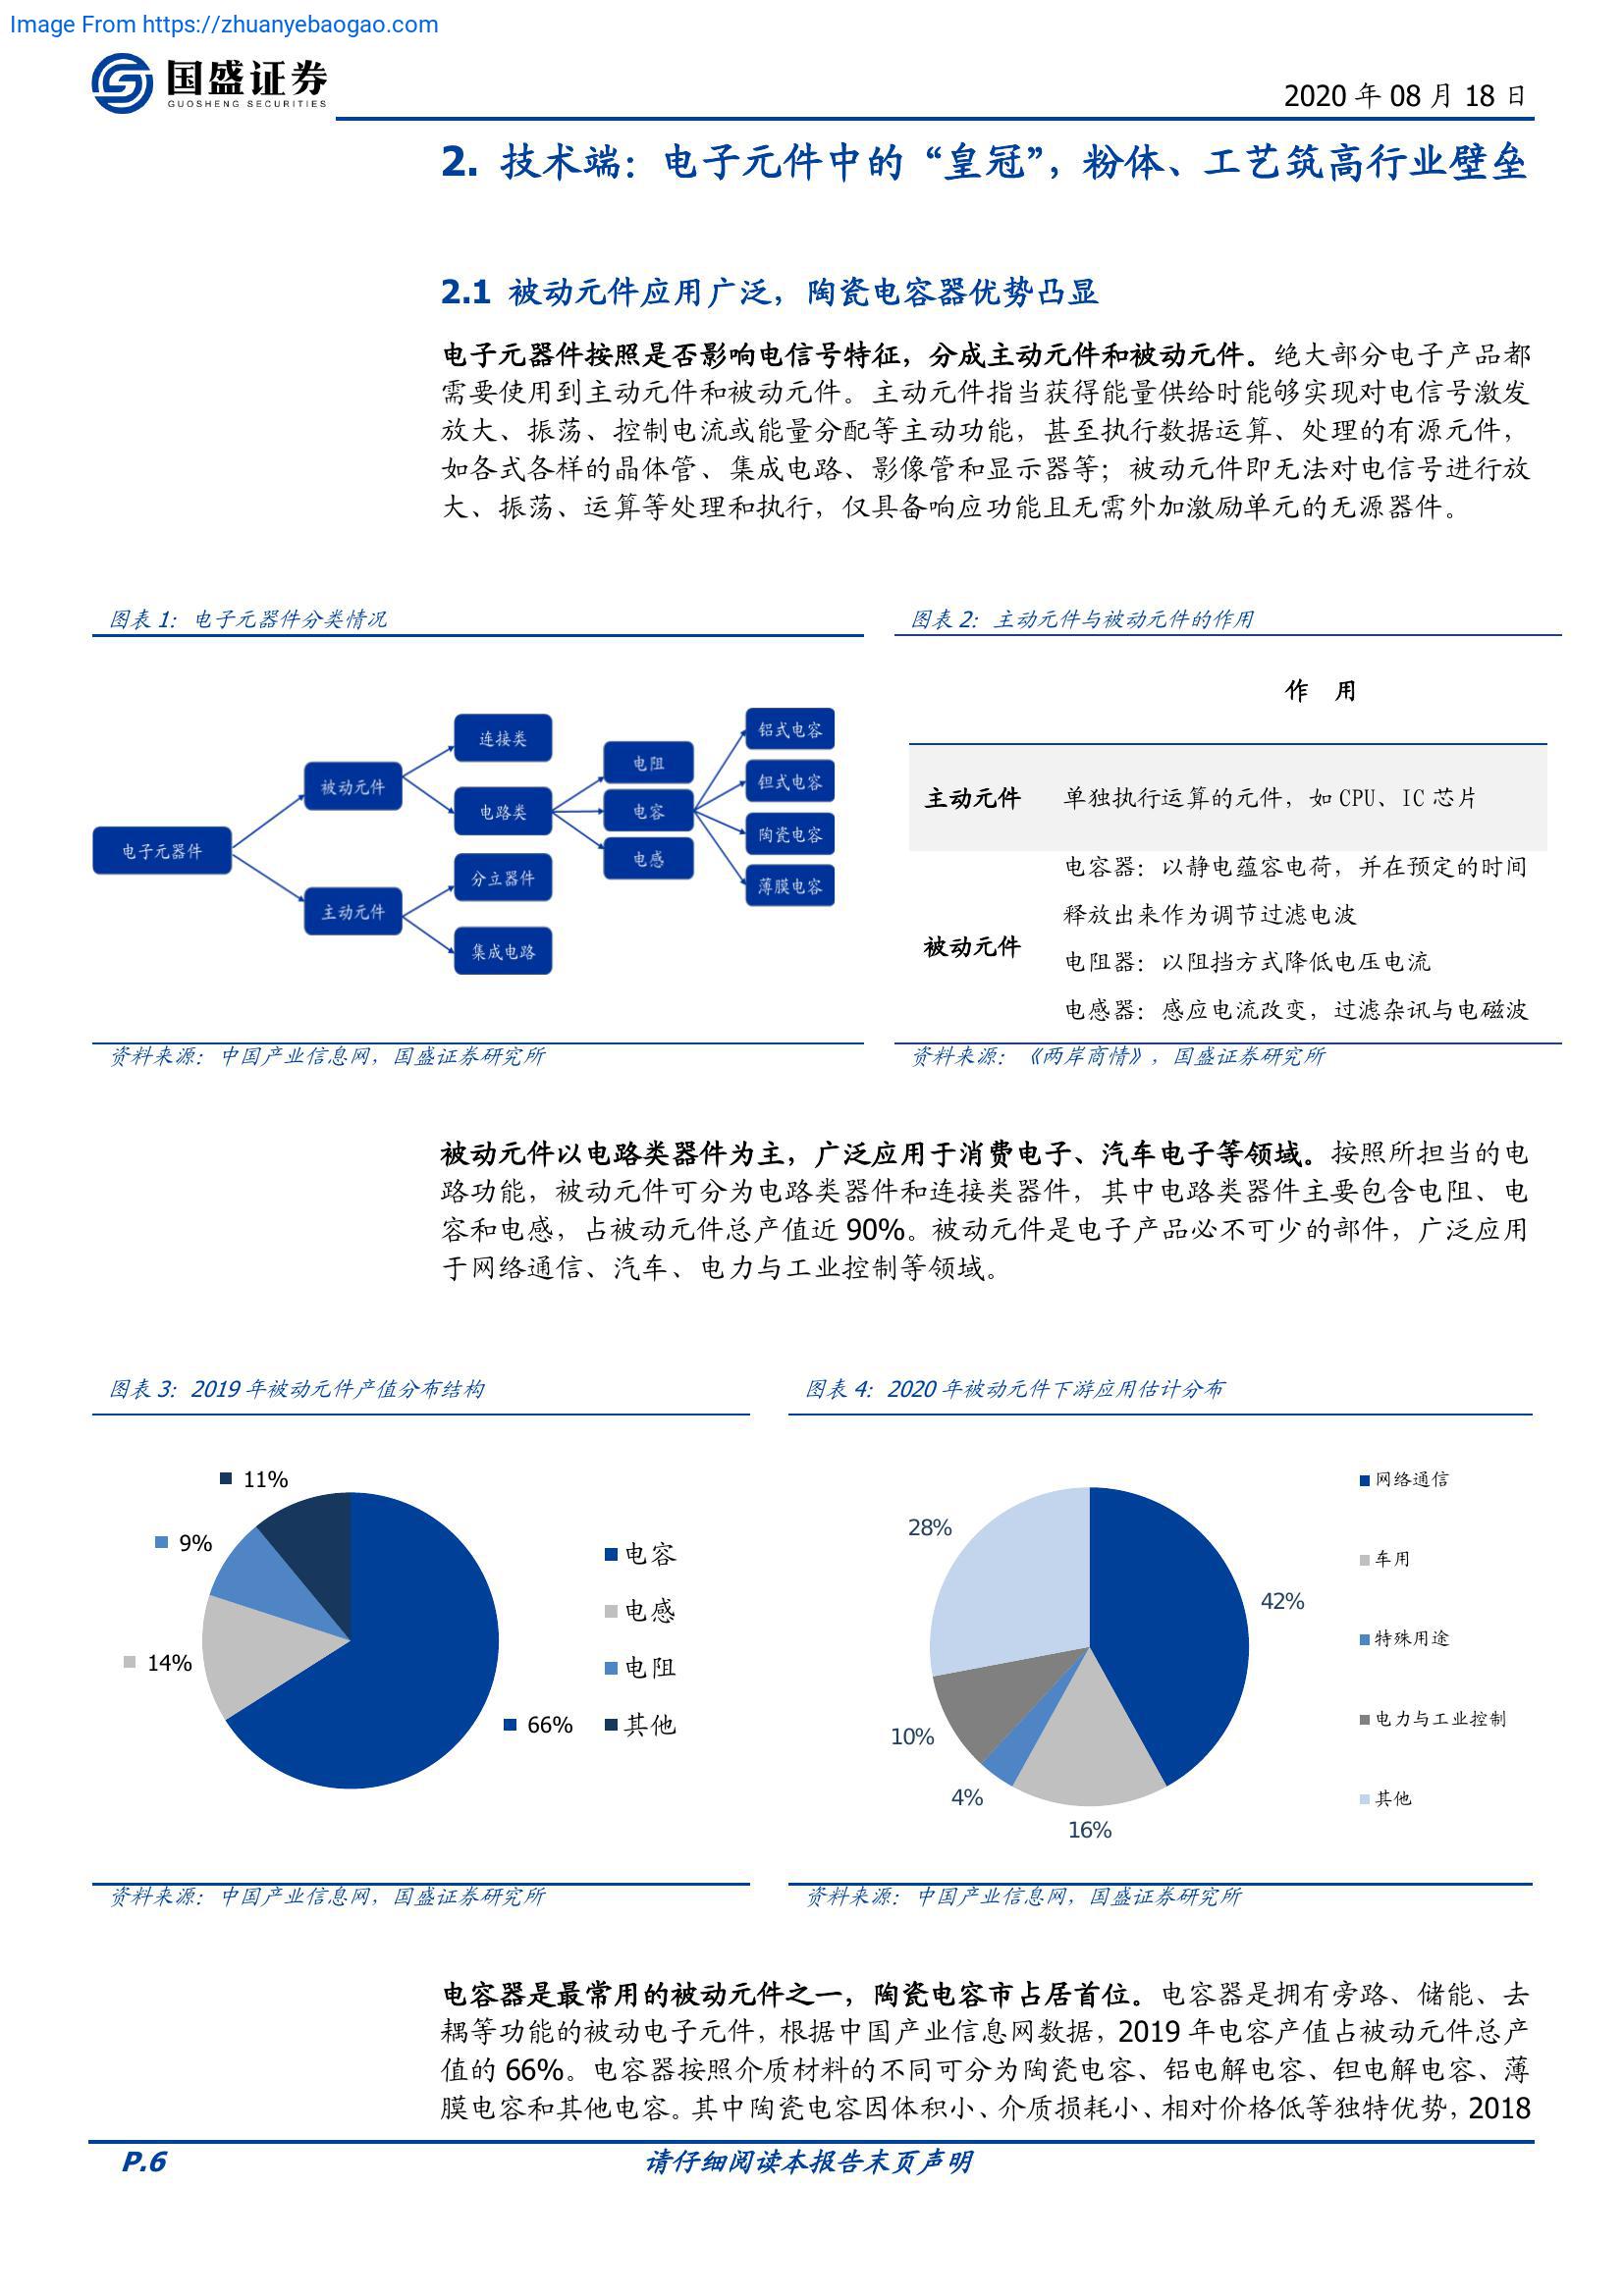 Image From https://zhuanyebaogao.com
国盛证券
GUOSHENG SECURITIES
2020 年 08 月 18 日
2. 技术端：电子元件中的“皇冠”，粉体、工艺筑高行业壁垒
2.1 被动元件应用广泛，陶瓷电容器优势凸显
电子元器件按照是否影响电信号特征，分成主动元件和被动元件。绝大部分电子产品都
需要使用到主动元件和被动元件。主动元件指当获得能量供给时能够实现对电信号激发
放大、振荡、控制电流或能量分配等主动功能，甚至执行数据运算、处理的有源元件，
如各式各样的晶体管、集成电路、影像管和显示器等；被动元件即无法对电信号进行放
大、振荡、运算等处理和执行，仅具备响应功能且无需外加激励单元的无源器件。
图表 1：电子元器件分类情况
电子元器件
被动元件
主动元件
连接类
电路类
分立器件
集成电路
电阻
电容
电感
铝式电容
钽式电容
陶瓷电容
薄膜电容
资料来源：中国产业信息网，国盛证券研究所
图表 2：主动元件与被动元件的作用
作 用
主动元件 单独执行运算的元件，如 CPU、IC 芯片
电容器：以静电蕴容电荷，并在预定的时间
释放出来作为调节过滤电波
被动元件
电阻器：以阻挡方式降低电压电流
电感器：感应电流改变，过滤杂讯与电磁波
资料来源：《两岸商情》，国盛证券研究所
被动元件以电路类器件为主，广泛应用于消费电子、汽车电子等领域。按照所担当的电
路功能，被动元件可分为电路类器件和连接类器件，其中电路类器件主要包含电阻、电
容和电感，占被动元件总产值近 90%。被动元件是电子产品必不可少的部件，广泛应用
于网络通信、汽车、电力与工业控制等领域。
图表 3：2019 年被动元件产值分布结构
11%
9%
14%
66%
电容
电感
电阻
其他
资料来源：中国产业信息网，国盛证券研究所
图表 4：2020 年被动元件下游应用估计分布
28%
42%
10%
4%
16%
网络通信
车用
特殊用途
电力与工业控制
其他
资料来源：中国产业信息网，国盛证券研究所
电容器是最常用的被动元件之一，陶瓷电容市占居首位。电容器是拥有旁路、储能、去
耦等功能的被动电子元件，根据中国产业信息网数据，2019 年电容产值占被动元件总产
值的 66%。电容器按照介质材料的不同可分为陶瓷电容、铝电解电容、钽电解电容、薄
膜电容和其他电容。其中陶瓷电容因体积小、介质损耗小、相对价格低等独特优势，2018
P.6
请仔细阅读本报告末页声明